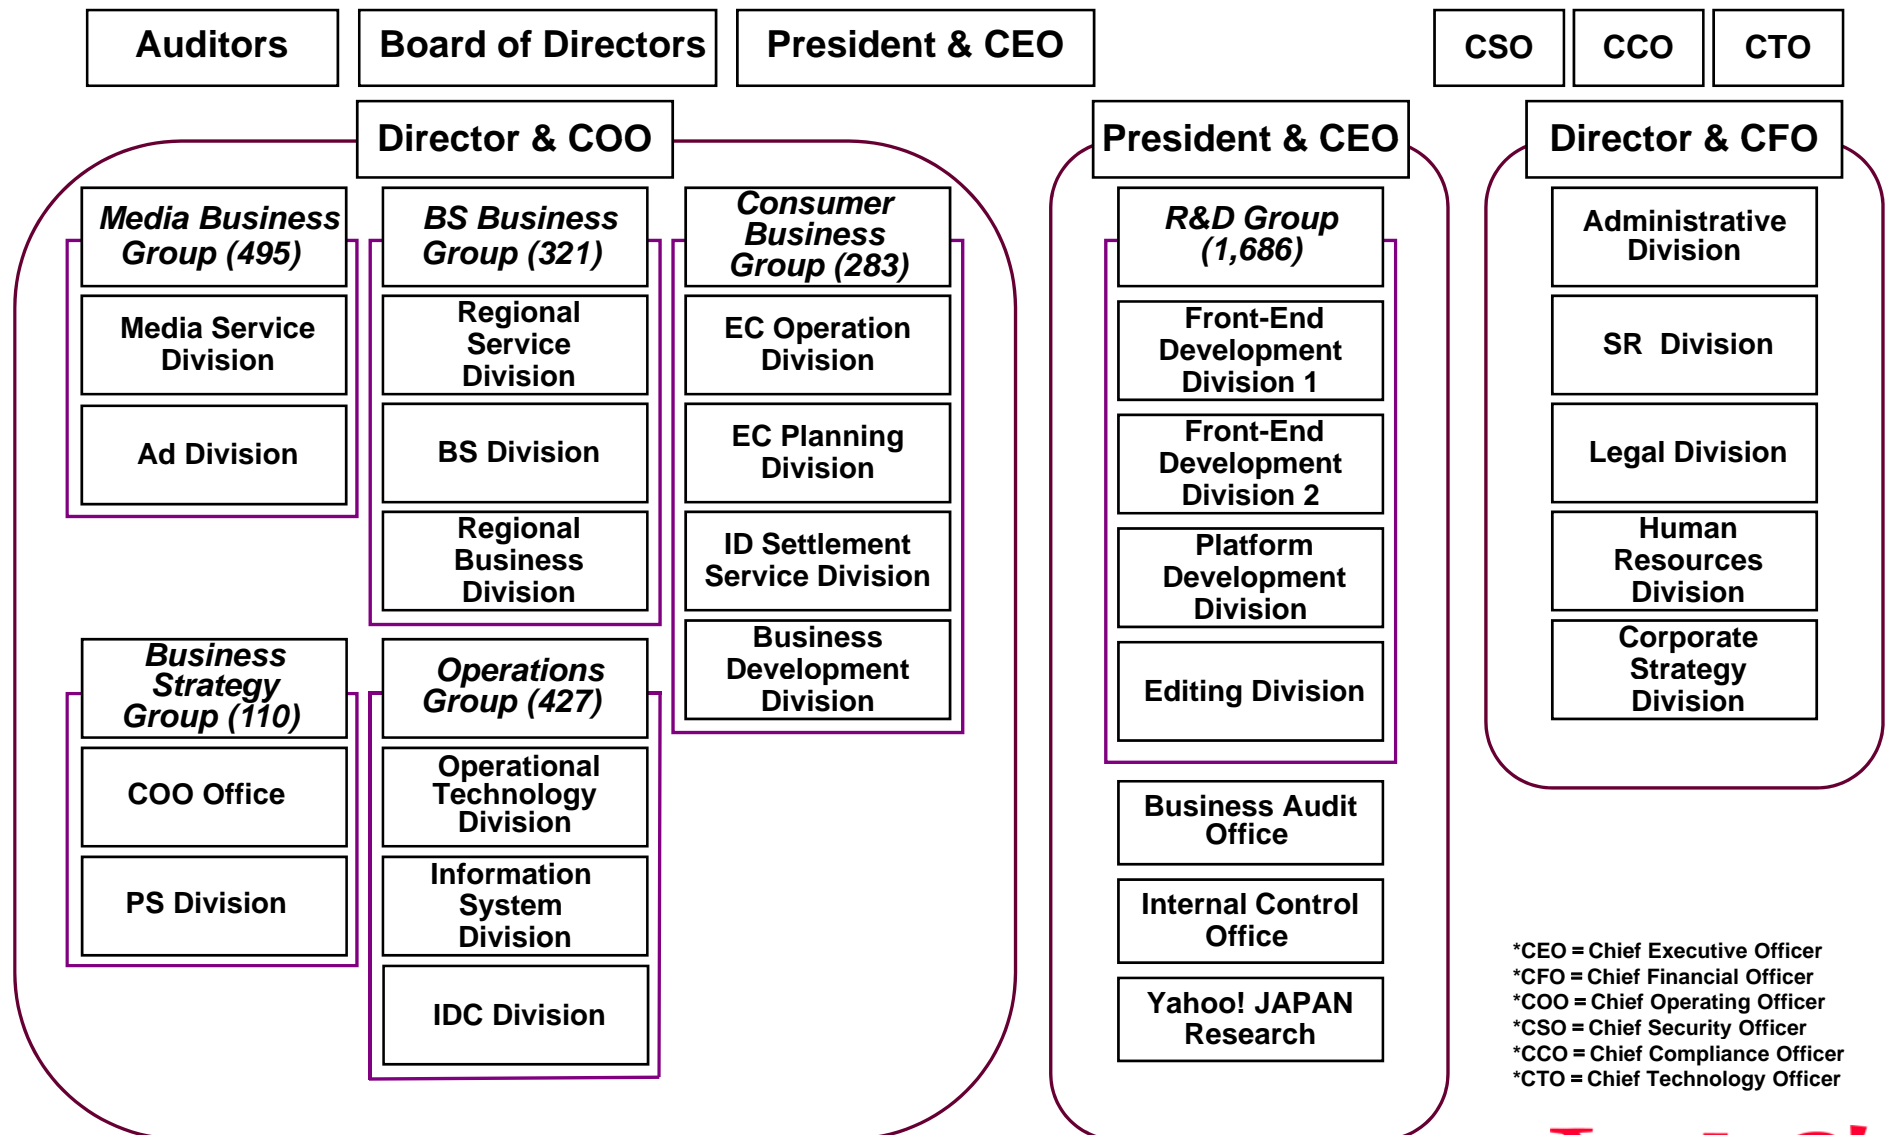 Auditors
Board of Directors
President & CEO
CSO
CCO
CTO
Director & COO
President & CEO
Director & CFO
Media Business
Group (495)
Media Service
Division
Ad Division
BS Business
Group (321)
Regional
Service
Division
BS Division
Regional
Business
Division
Consumer
Business
Group (283)
EC Operation
Division
EC Planning
Division
ID Settlement
Service Division
Business
Development
Division
Business
Strategy
Group (110)
COO Office
PS Division
Operations
Group (427)
Operational
Technology
Division
Information
System
Division
IDC Division
R&D Group
(1,686)
Front-End
Development
Division 1
Front-End
Development
Division 2
Platform
Development
Division
Editing Division
Business Audit
Office
Internal Control
Office
Yahoo! JAPAN
Research
Administrative
Division
SR  Division
Legal Division
Human
Resources
Division
Corporate
Strategy
Division
*CEO = Chief Executive Officer
*CFO = Chief Financial Officer
*COO = Chief Operating Officer
*CSO = Chief Security Officer
*CCO = Chief Compliance Officer
*CTO = Chief Technology Officer